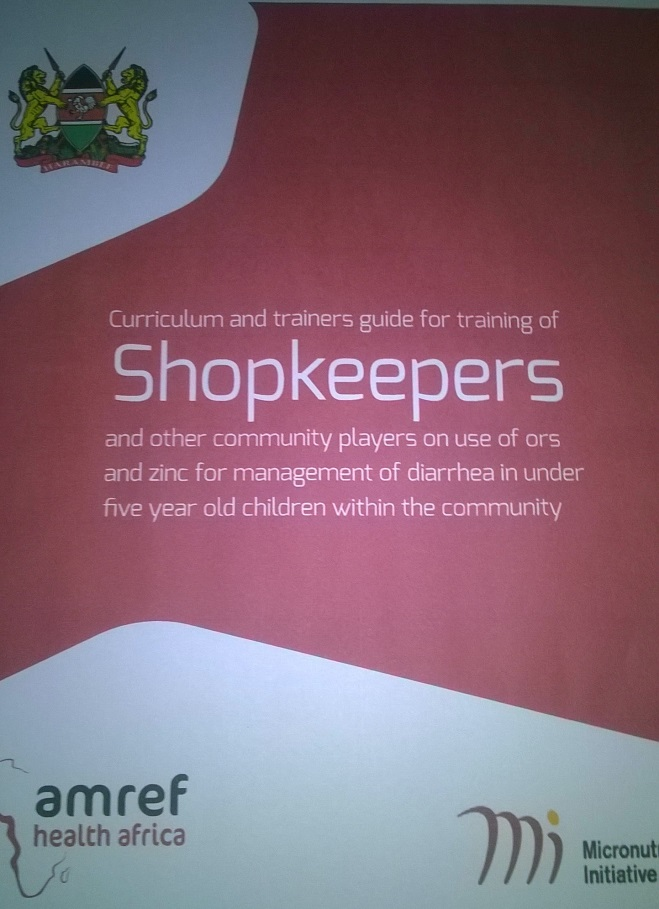 HARAMBEE
Curriculum and trainers guide for training of
Shopkeepers
and other community players on use of ors
and zinc for management of diarrhea in under
five year old children within the community
amref
health africa
mi
Micronut
Initiative